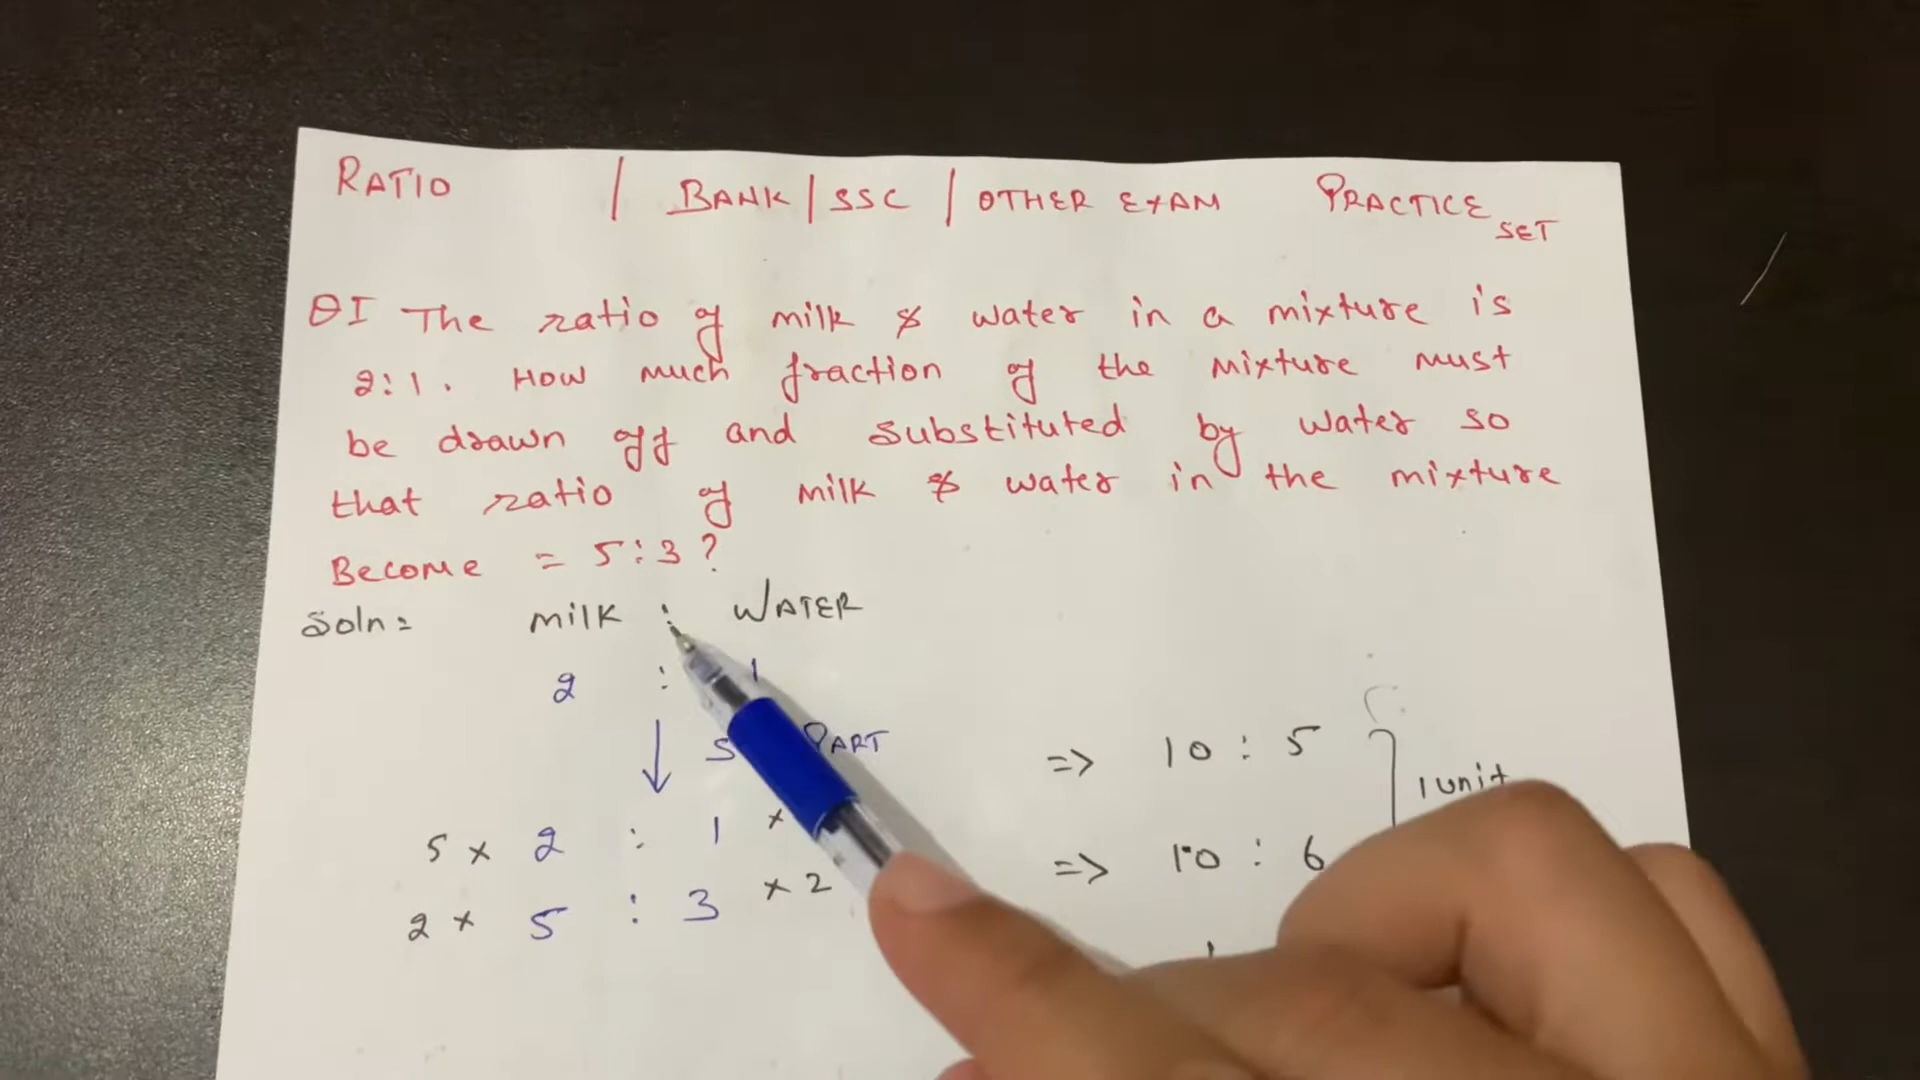 RATIO / BANK / SSC / OTHER EXAM PRACTICE SET
Q1 The ratio of milk & water in a mixture is
2:1. How much fraction of the mixture must
be drawn off and substituted by water so
that ratio of milk & water in the mixture
Become = 5:3?
Soln: milk : WATER
2 : 1
PART
=> 10 : 5
1 unit
5 x 2 : 1 x
=> 10 : 6
2 x 5 : 3 x 2